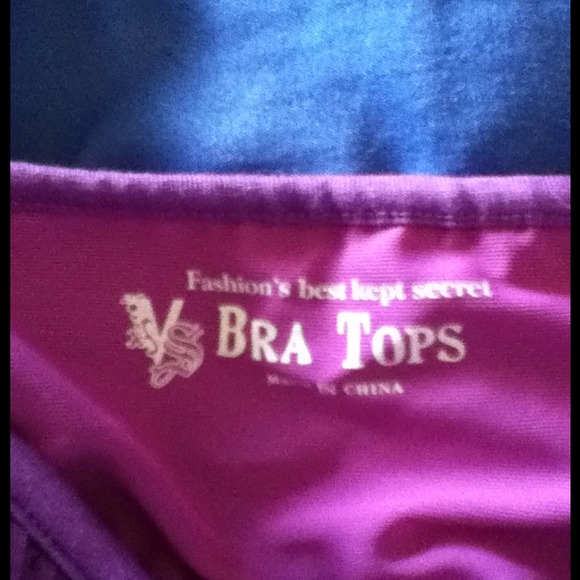 Fashion's best kept secret
VS BRA TOPS
MADE IN CHINA